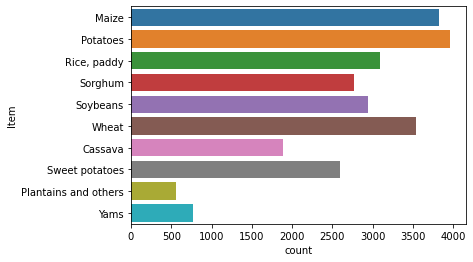 Maize
Potatoes
Rice, paddy
Sorghum
Soybeans
Wheat
Cassava
Sweet potatoes
Plantains and others
Yams
Item
0 500 1000 1500 2000 2500 3000 3500 4000
count